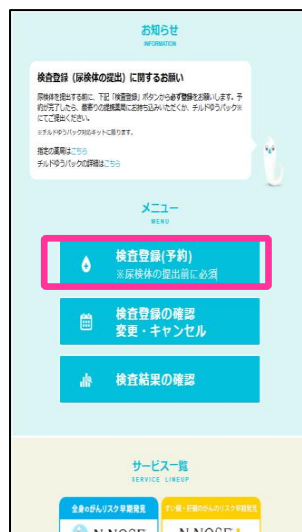 お知らせ
INFORMATION
検査登録（尿検体の提出）に関するお願い
尿検体を提出する前に、下記「検査登録」ボタンから必ず登録をお願いします。予
約が完了したら、最寄りの提携薬局にお持ち込みいただくか、チルドゆうパック※
にてご提出ください。
※チルドゆうパック対応キットに限ります。
指定の薬局はこちら
チルドゆうパックの詳細はこちら
メニュー
MENU
検査登録(予約)
※尿検体の提出前に必須
検査登録の確認
変更・キャンセル
検査結果の確認
サービス一覧
SERVICE LINEUP
全身のがんリスク早期発見
すい臓・肝臓のがんのリスク早期発見
N-NOSE
N-NOSE